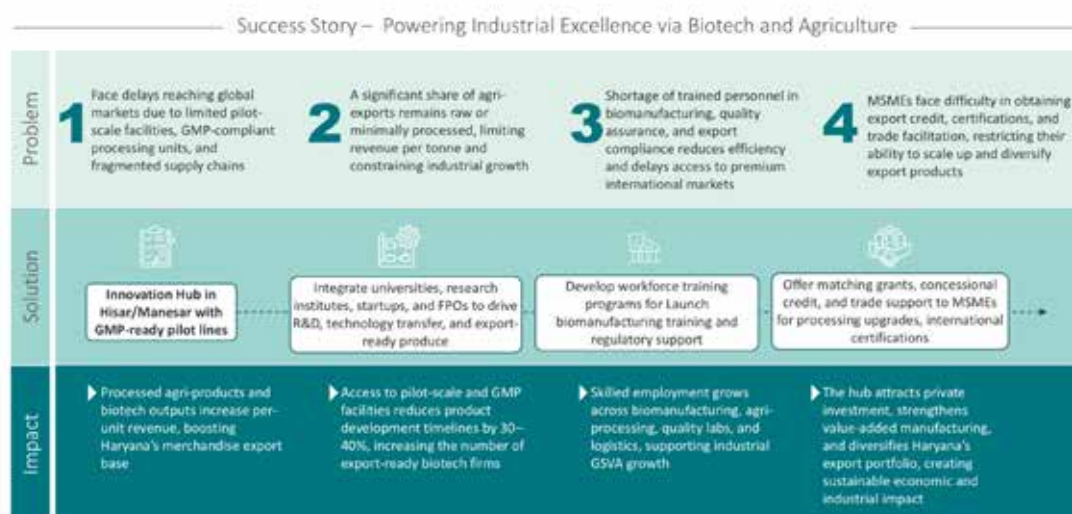 Success Story – Powering Industrial Excellence via Biotech and Agriculture
Problem
1
Face delays reaching global
markets due to limited pilot-
scale facilities, GMP-compliant
processing units, and
fragmented supply chains
2
A significant share of agri-
exports remains raw or
minimally processed, limiting
revenue per tonne and
constraining industrial growth
3
Shortage of trained personnel in
biomanufacturing, quality
assurance, and export
compliance reduces efficiency
and delays access to premium
international markets
4
MSMEs face difficulty in obtaining
export credit, certifications, and
trade facilitation, restricting their
ability to scale up and diversify
export products
Solution
Innovation Hub in
Hisar/Manesar with
GMP-ready pilot lines
Integrate universities, research
institutes, startups, and FPOs to drive
R&D, technology transfer, and export-
ready produce
Develop workforce training
programs for Launch
biomanufacturing training and
regulatory support
Offer matching grants, concessional
credit, and trade support to MSMEs
for processing upgrades, international
certifications
Impact
Processed agri-products and
biotech outputs increase per-
unit revenue, boosting
Haryana's merchandise export
base
Access to pilot-scale and GMP
facilities reduces product
development timelines by 30–
40%, increasing the number of
export-ready biotech firms
Skilled employment grows
across biomanufacturing, agri-
processing, quality labs, and
logistics, supporting industrial
GSVA growth
The hub attracts private
investment, strengthens
value-added manufacturing,
and diversifies Haryana's
export portfolio, creating
sustainable economic and
industrial impact